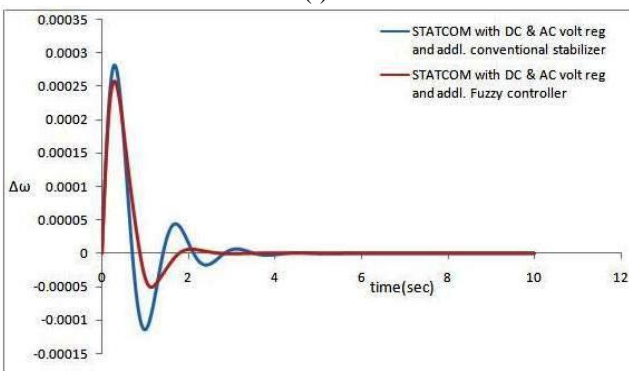 0.00035
0.0003
0.00025
0.0002
0.00015
0.0001
0.00005
0
-0.00005
-0.0001
-0.00015
Δω
STATCOM with DC & AC volt reg
and addl. conventional stabilizer
STATCOM with DC & AC volt reg
and addl. Fuzzy controller
0 2 4 6 8 10 12
time(sec)